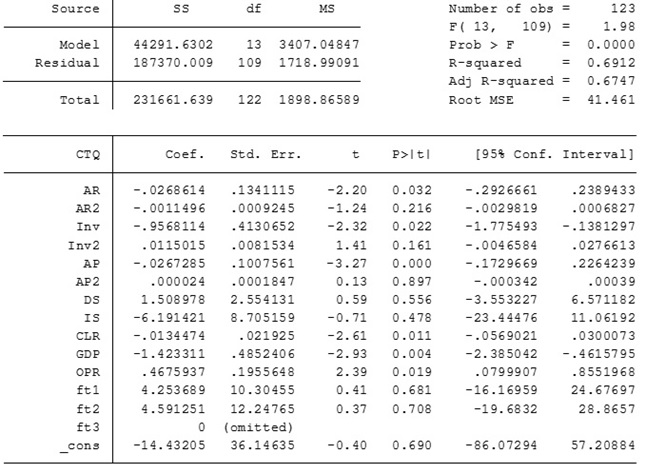 Source SS df MS Number of obs = 123
F( 13, 109) = 1.98
Model 44291.6302 13 3407.04847 Prob > F = 0.0000
Residual 187370.009 109 1718.99091 R-squared = 0.6912
Adj R-squared = 0.6747
Total 231661.639 122 1898.86589 Root MSE = 41.461
CTQ Coef. Std. Err. t P>|t| [95% Conf. Interval]
AR -.0268614 .1341115 -2.20 0.032 -.2926661 .2389433
AR2 -.0011496 .0009245 -1.24 0.216 -.0029819 .0006827
Inv -.9568114 .4130652 -2.32 0.022 -1.775493 -.1381297
Inv2 .0115015 .0081534 1.41 0.161 -.0046584 .0276613
AP -.0267285 .1007561 -3.27 0.000 -.1729669 .2264239
AP2 .000024 .0001847 0.13 0.897 -.000342 .00039
DS 1.508978 2.554131 0.59 0.556 -3.553227 6.571182
IS -6.191421 8.705159 -0.71 0.478 -23.44476 11.06192
CLR -.0134474 .021925 -2.61 0.011 -.0569021 .0300073
GDP -1.423311 .4852406 -2.93 0.004 -2.385042 -.4615795
OPR .4675937 .1955648 2.39 0.019 .0799907 .8551968
ft1 4.253689 10.30455 0.41 0.681 -16.16959 24.67697
ft2 4.591251 12.24765 0.37 0.708 -19.6832 28.8657
ft3 0 (omitted)
_cons -14.43205 36.14635 -0.40 0.690 -86.07294 57.20884